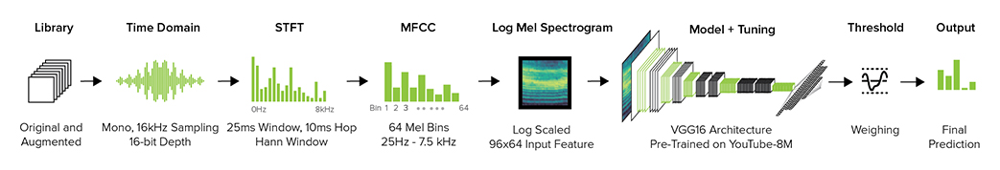 Library
Time Domain
STFT
MFCC
Log Mel Spectrogram
Model + Tuning
Threshold
Output
0Hz
8kHz
Bin 1 2 3 64
Original and
Augmented
Mono, 16kHz Sampling
16-bit Depth
25ms Window, 10ms Hop
Hann Window
64 Mel Bins
25Hz - 7.5 kHz
Log Scaled
96x64 Input Feature
VGG16 Architecture
Pre-Trained on YouTube-8M
Weighing
Final
Prediction